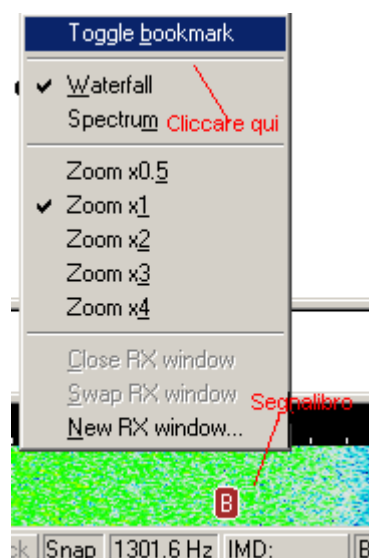 Toggle bookmark
Waterfall
Spectrum
Cliccare qui
Zoom x0.5
Zoom x1
Zoom x2
Zoom x3
Zoom x4
Close RX window
Swap RX window
Segnalibro
New RX window...
B
Snap 1301.6 Hz IMD: